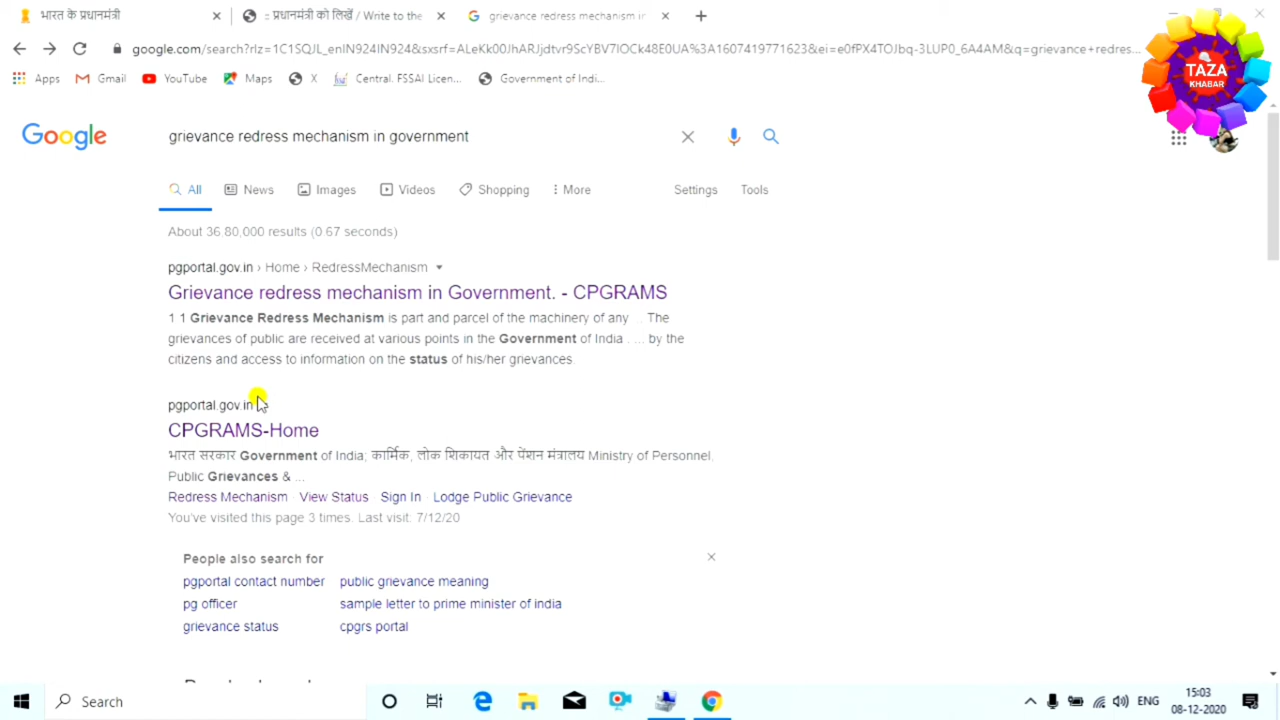 भारत के प्रधानमंत्री
:: प्रधानमंत्री को लिखें / Write to the
grievance redress mechanism in
google.com/search?rlz=1C1SQJL_enIN924IN924&sxsrf=ALeKk00/hARJjdtvr9ScYBV7IOCk48E0UA%3A1607419771623&ei=e0fPX4TOJbq-3LUP0_6A4AM&q=grievance+redres...
Apps
Gmail
YouTube
Maps
X
Central. FSSAI Licen...
Government of Indi...
TAZA
KHABAR
Google
grievance redress mechanism in government
All
News
Images
Videos
Shopping
More
Settings
Tools
About 36 80,000 results (0 67 seconds)
pgportal.gov.in › Home › RedressMechanism
Grievance redress mechanism in Government. - CPGRAMS
1 1 Grievance Redress Mechanism is part and parcel of the machinery of any ... The
grievances of public are received at various points in the Government of India . ... by the
citizens and access to information on the status of his/her grievances
pgportal.gov.in
CPGRAMS-Home
भारत सरकार Government of India; कार्मिक, लोक शिकायत और पेंशन मंत्रालय Ministry of Personnel.
Public Grievances & ...
Redress Mechanism · View Status · Sign In · Lodge Public Grievance
You've visited this page 3 times. Last visit: 7/12/20
People also search for
pgportal contact number
public grievance meaning
pg officer
sample letter to prime minister of india
grievance status
cpgrs portal
Search
ENG
15:03
08-12-2020